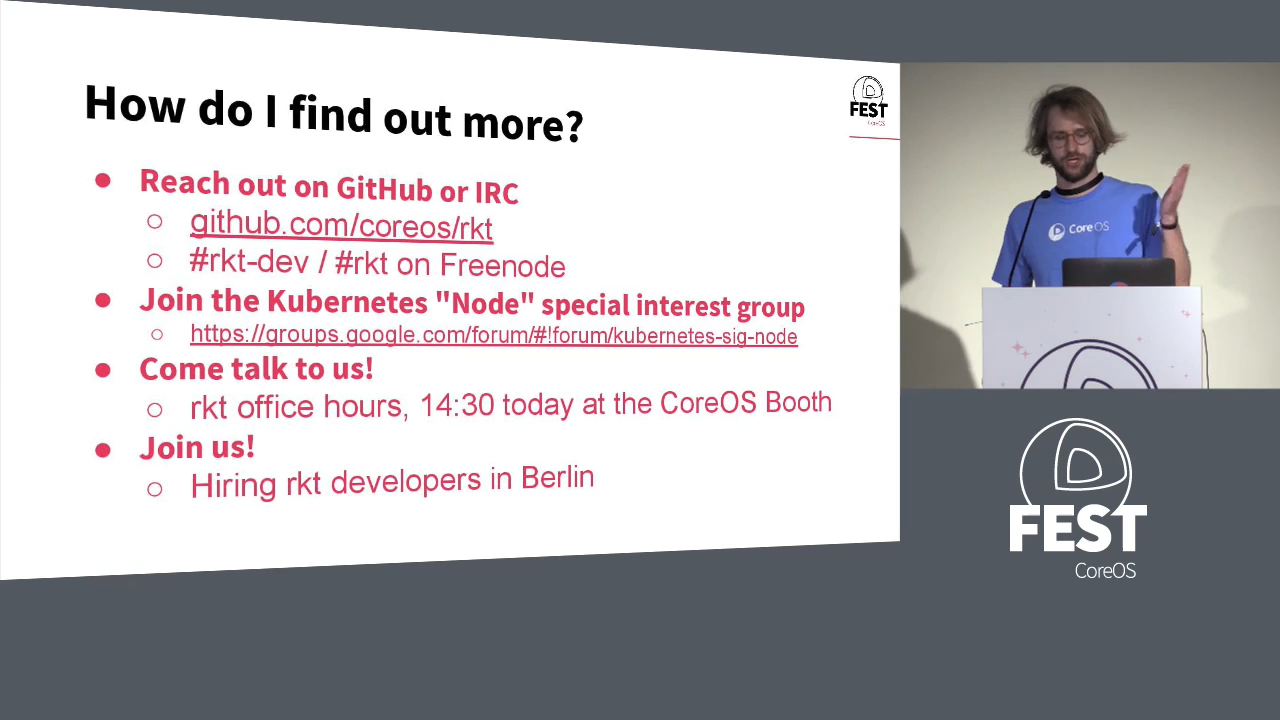 How do I find out more?
FEST
CoreOS
● Reach out on GitHub or IRC
○ github.com/coreos/rkt
○ #rkt-dev / #rkt on Freenode
● Join the Kubernetes "Node" special interest group
○ https://groups.google.com/forum/#!forum/kubernetes-sig-node
● Come talk to us!
○ rkt office hours, 14:30 today at the CoreOS Booth
● Join us!
○ Hiring rkt developers in Berlin
Core OS
FEST
CoreOS